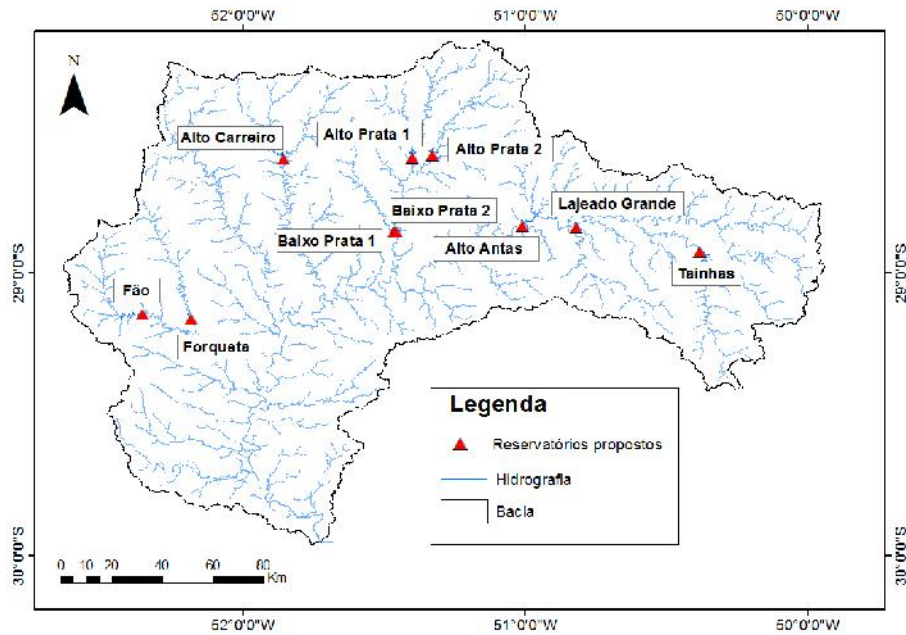 52°0'0"W 51°0'0"W 50°0'0"W
N
Alto Carreiro
Alto Prata 1
Alto Prata 2
Lajeado Grande
Baixo Prata 2
Baixo Prata 1
Alto Antas
Tainhas
29°0'0"S
29°0'0"S
Fão
Forqueta
Legenda
Reservatórios propostos
Hidrografia
Bacia
30°0'0"S
30°0'0"S
0 10 20 40 60 80
Km
52°0'0"W 51°0'0"W 50°0'0"W